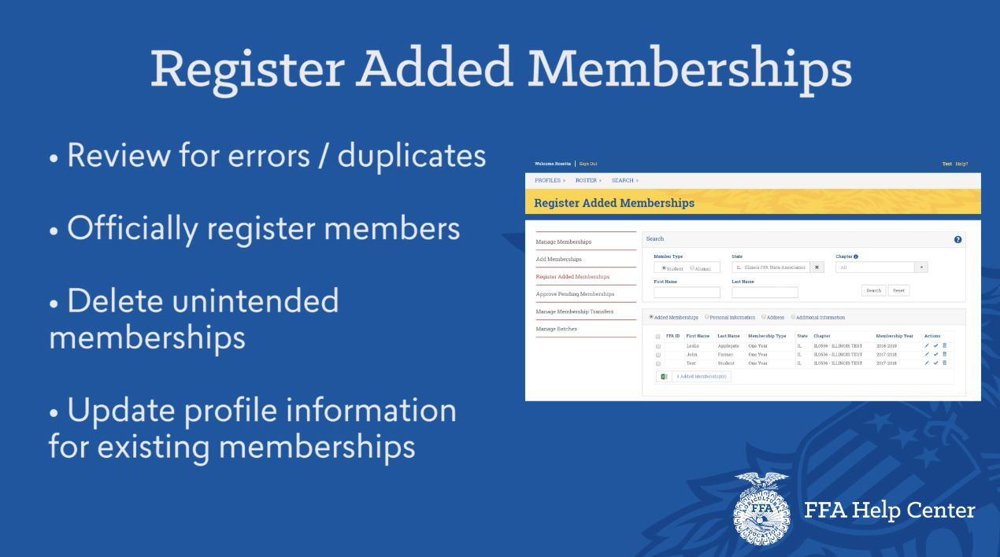 Register Added Memberships
• Review for errors / duplicates
• Officially register members
• Delete unintended
memberships
• Update profile information
for existing memberships
Welcome Rosetta | Sign Out
Test Help?
PROFILES ROSTER SEARCH
Register Added Memberships
Manage Memberships
Add Memberships
Register Added Memberships
Approve Pending Memberships
Manage Membership Transfers
Manage Batches
Search
Member Type State Chapter
Student Alumni IL - Illinois FFA State Association All
First Name Last Name
Search Reset
Added Memberships Personal Information Address Additional Information
FFA ID First Name Last Name Membership Type State Chapter Membership Year Actions
Leslie Applegate One Year IL IL0536 - ILLINOIS TEST 2018-2019
John Farmer One Year IL IL0536 - ILLINOIS TEST 2017-2018
Test Student One Year IL IL0536 - ILLINOIS TEST 2017-2018
3 Added Membership(s)
AGRICULTURAL
FFA
EDUCATION
FFA Help Center